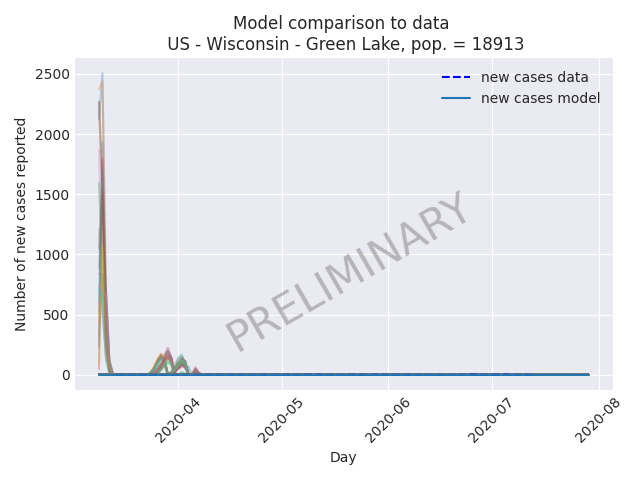 Model comparison to data
US - Wisconsin - Green Lake, pop. = 18913
new cases data
new cases model
Number of new cases reported
2500
2000
1500
1000
500
0
PRELIMINARY
2020-04
2020-05
2020-06
2020-07
2020-08
Day